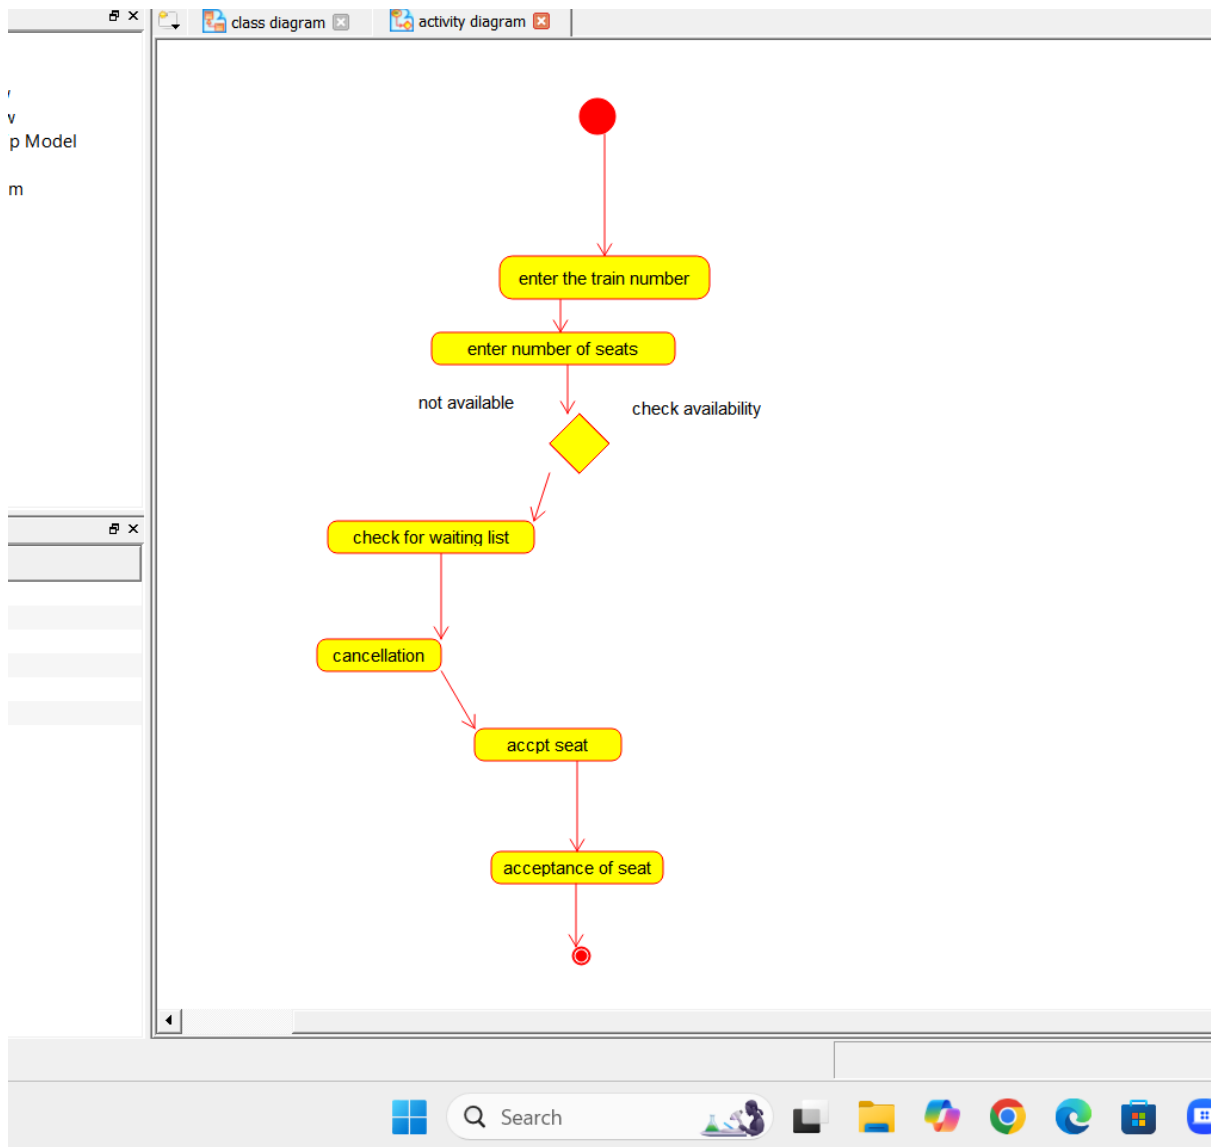 class diagram
activity diagram
w
p Model
m
enter the train number
enter number of seats
not available
check availability
check for waiting list
cancellation
accpt seat
acceptance of seat
Search